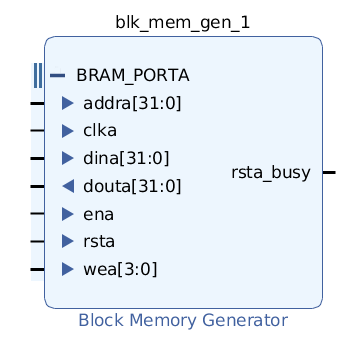 blk_mem_gen_1
BRAM_PORTA
addra[31:0]
clka
dina[31:0]
douta[31:0]
ena
rsta
wea[3:0]
rsta_busy
Block Memory Generator